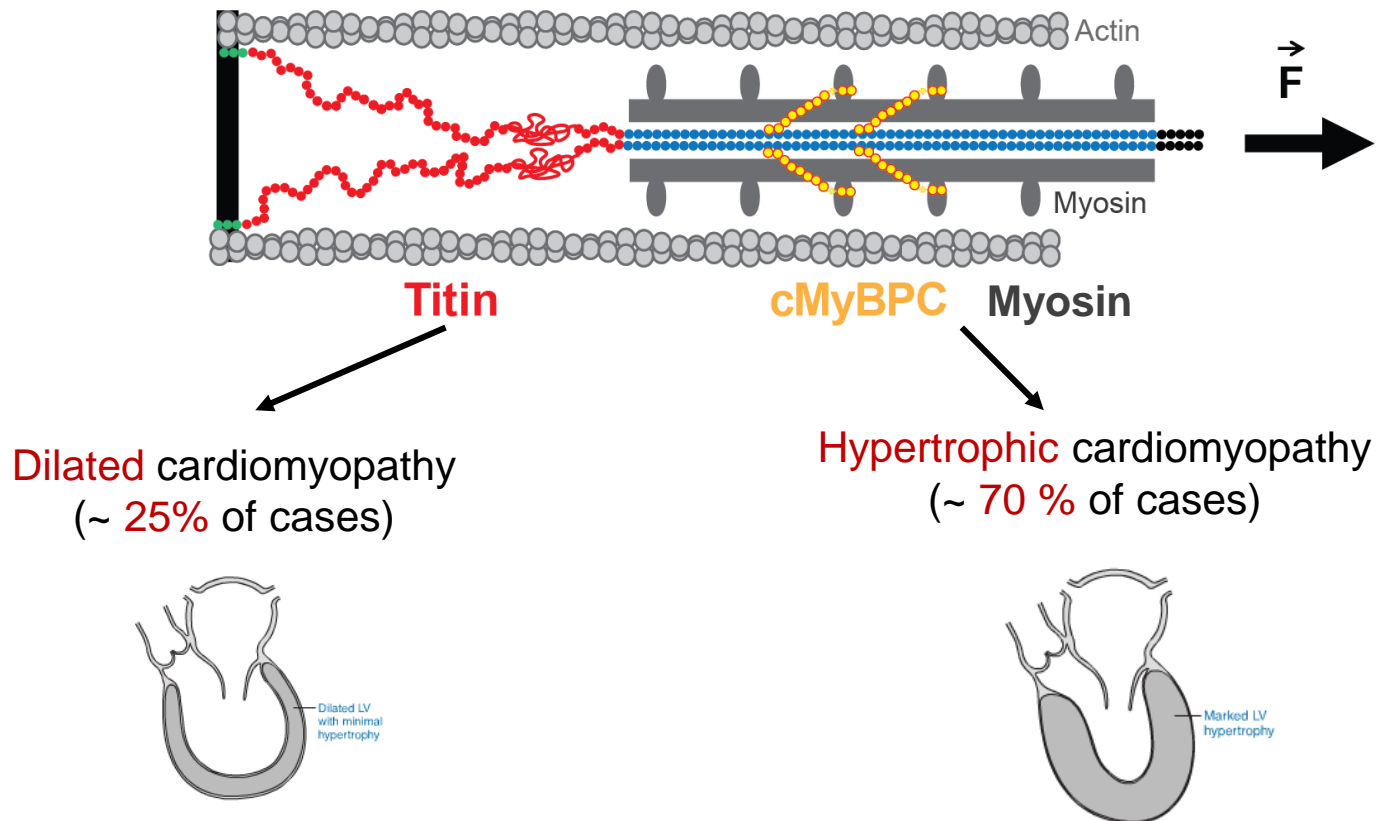 Actin
F
Myosin
Titin
cMyBPC Myosin
Dilated cardiomyopathy
(~ 25% of cases)
Hypertrophic cardiomyopathy
(~ 70 % of cases)
Dilated LV
with minimal
hypertrophy
Marked LV
hypertrophy